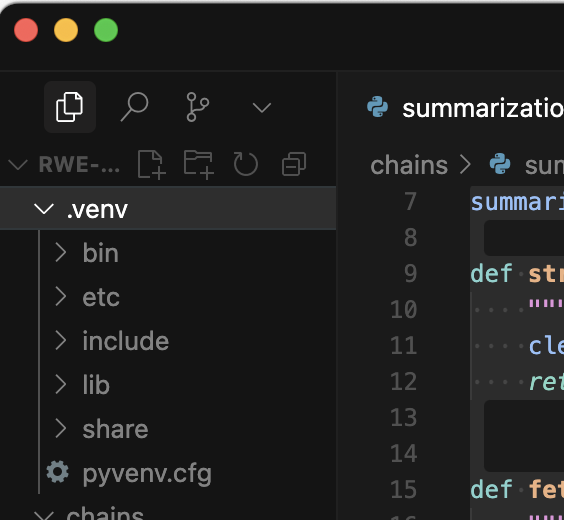 summarizatio
RWE-...
chains > sum
.venv
bin
etc
include
lib
share
pyvenv.cfg
chains
7 summari
8
9 def str
10 """
11 cle
12 ret
13
14
15 def fet
16 """